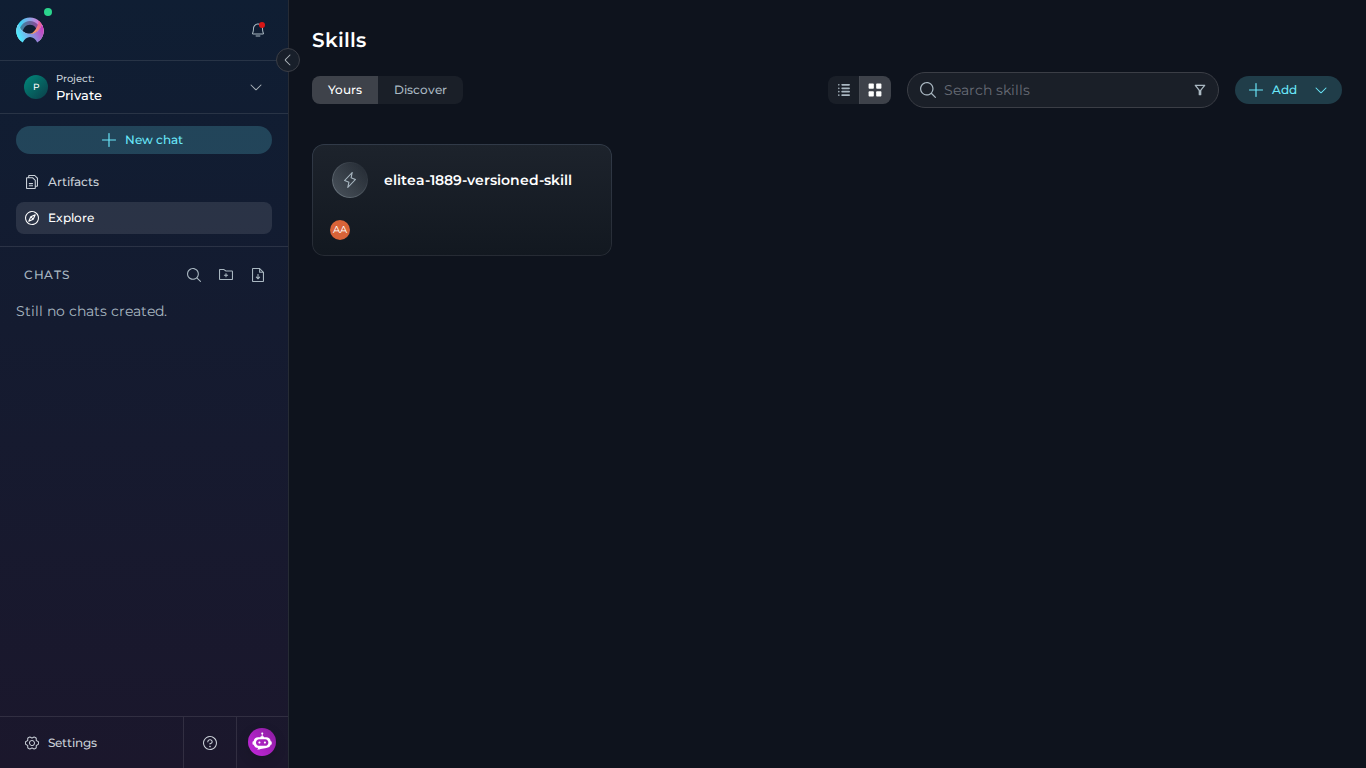 Skills
P
Project:
Private
Yours
Discover
Search skills
Add
New chat
Artifacts
Explore
elitea-1889-versioned-skill
AA
CHATS
Still no chats created.
Settings